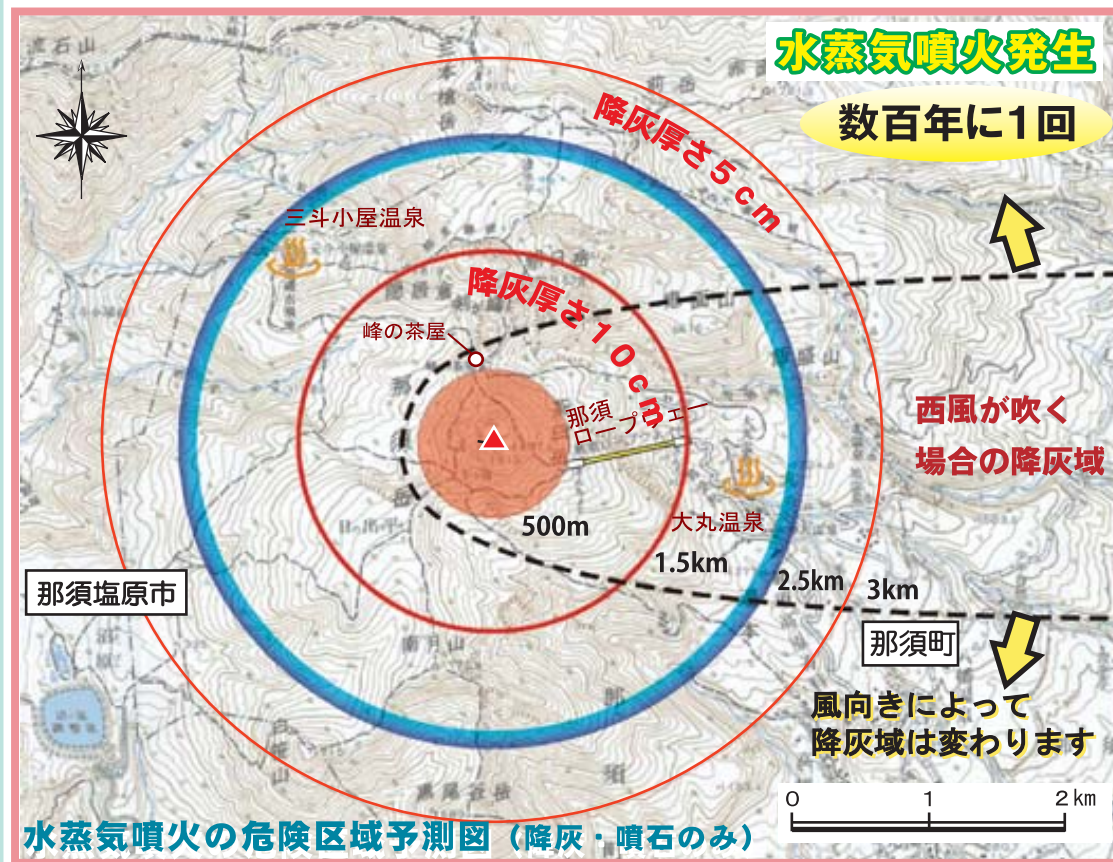 水蒸気噴火発生
数百年に1回
降灰厚さ5cm
三斗小屋温泉
降灰厚さ10cm
峰の茶屋
那須
ロープウェー
西風が吹く
場合の降灰域
500m
大丸温泉
1.5km
2.5km
3km
那須塩原市
那須町
南月山
風向きによって
降灰域は変わります
0 1 2km
水蒸気噴火の危険区域予測図（降灰・噴石のみ）